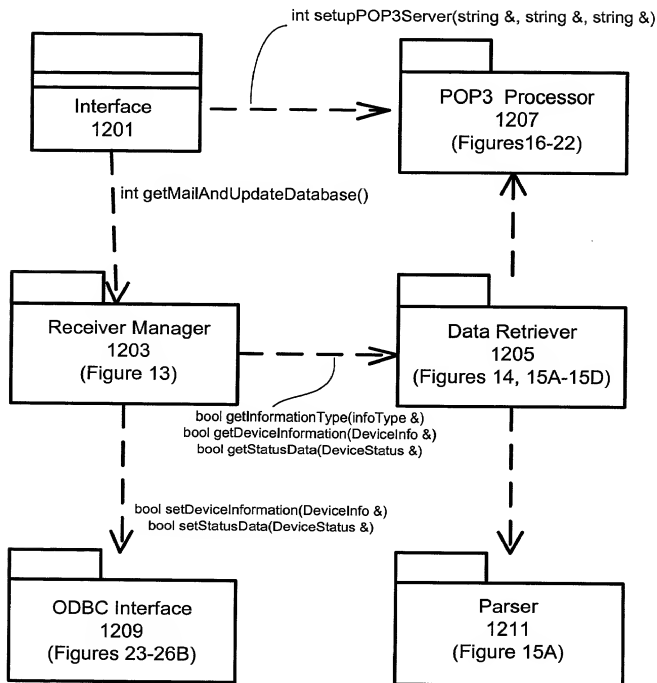 int setupPOP3Server(string &, string &, string &)
Interface
1201
POP3 Processor
1207
(Figures16-22)
int getMailAndUpdateDatabase()
Receiver Manager
1203
(Figure 13)
Data Retriever
1205
(Figures 14, 15A-15D)
bool getInformationType(infoType &)
bool getDeviceInformation(DeviceInfo &)
bool getStatusData(DeviceStatus &)
bool setDeviceInformation(DeviceInfo &)
bool setStatusData(DeviceStatus &)
ODBC Interface
1209
(Figures 23-26B)
Parser
1211
(Figure 15A)